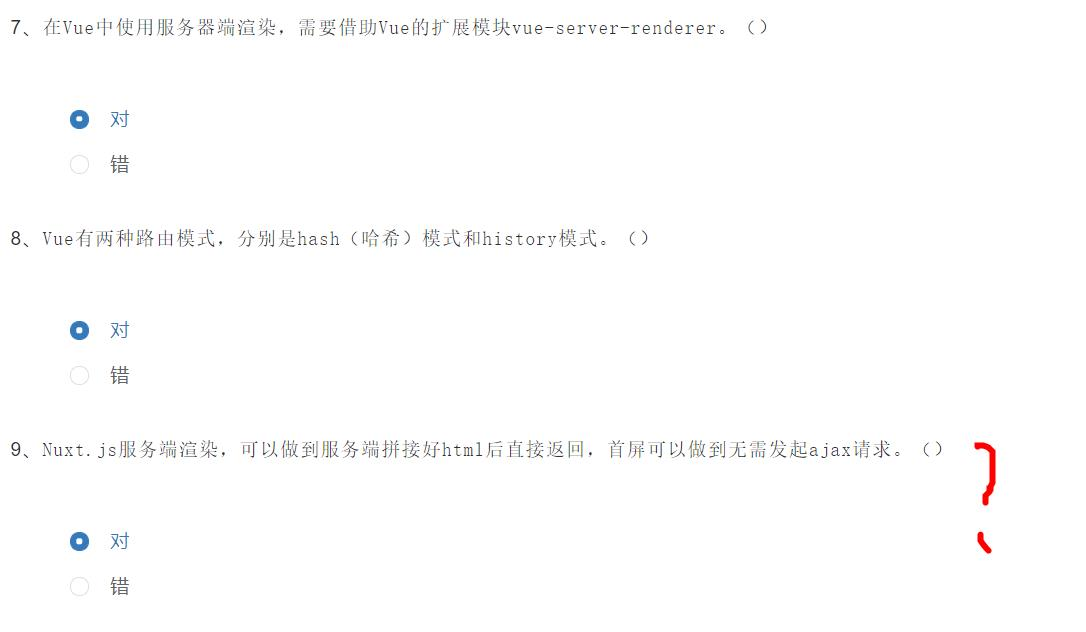 7、在Vue中使用服务器端渲染，需要借助Vue的扩展模块vue-server-renderer。（）
对
错
8、Vue有两种路由模式，分别是hash（哈希）模式和history模式。（）
对
错
9、Nuxt.js服务端渲染，可以做到服务端拼接好html后直接返回，首屏可以做到无需发起ajax请求。（）
对
错